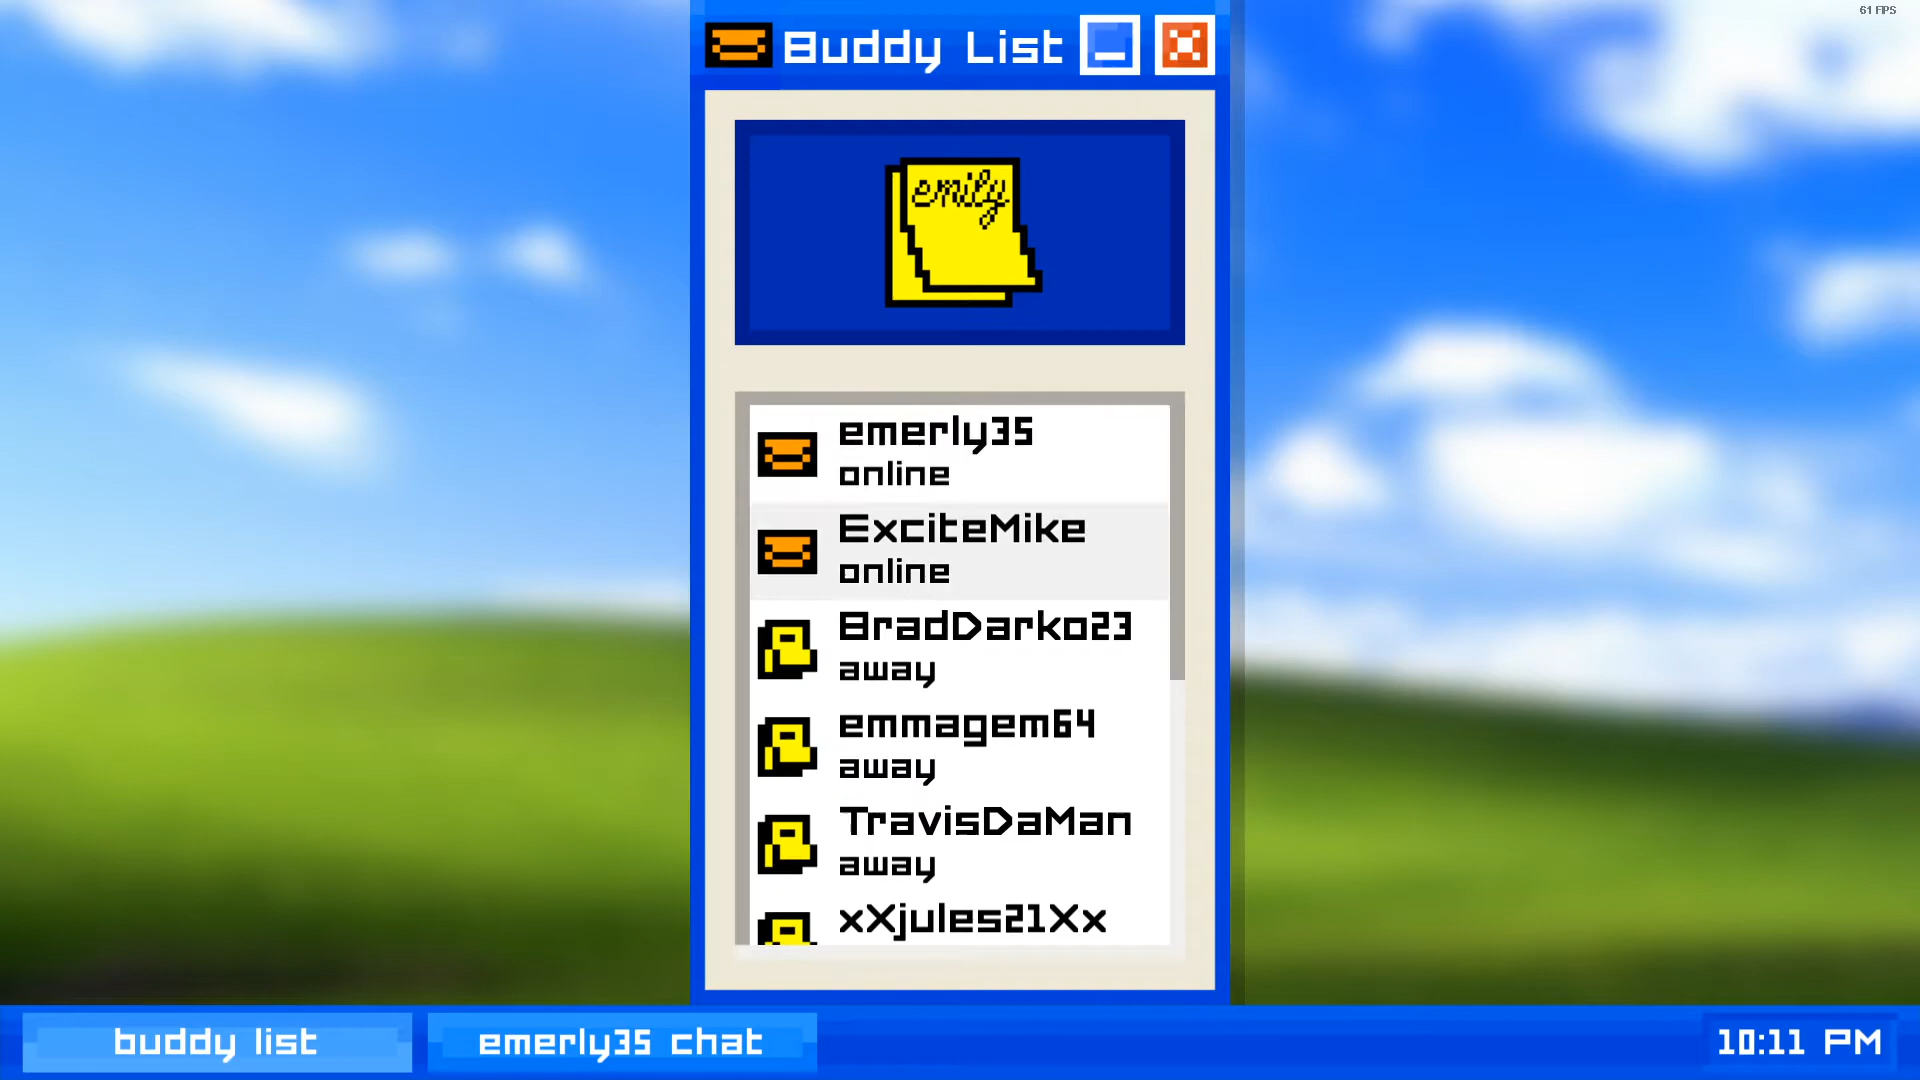 61 FPS
Buddy List
emily
emerly35
online
ExciteMike
online
BradDarko23
away
emmagem64
away
TravisDaMan
away
xXjules21Xx
buddy list
emerly35 chat
10:11 PM